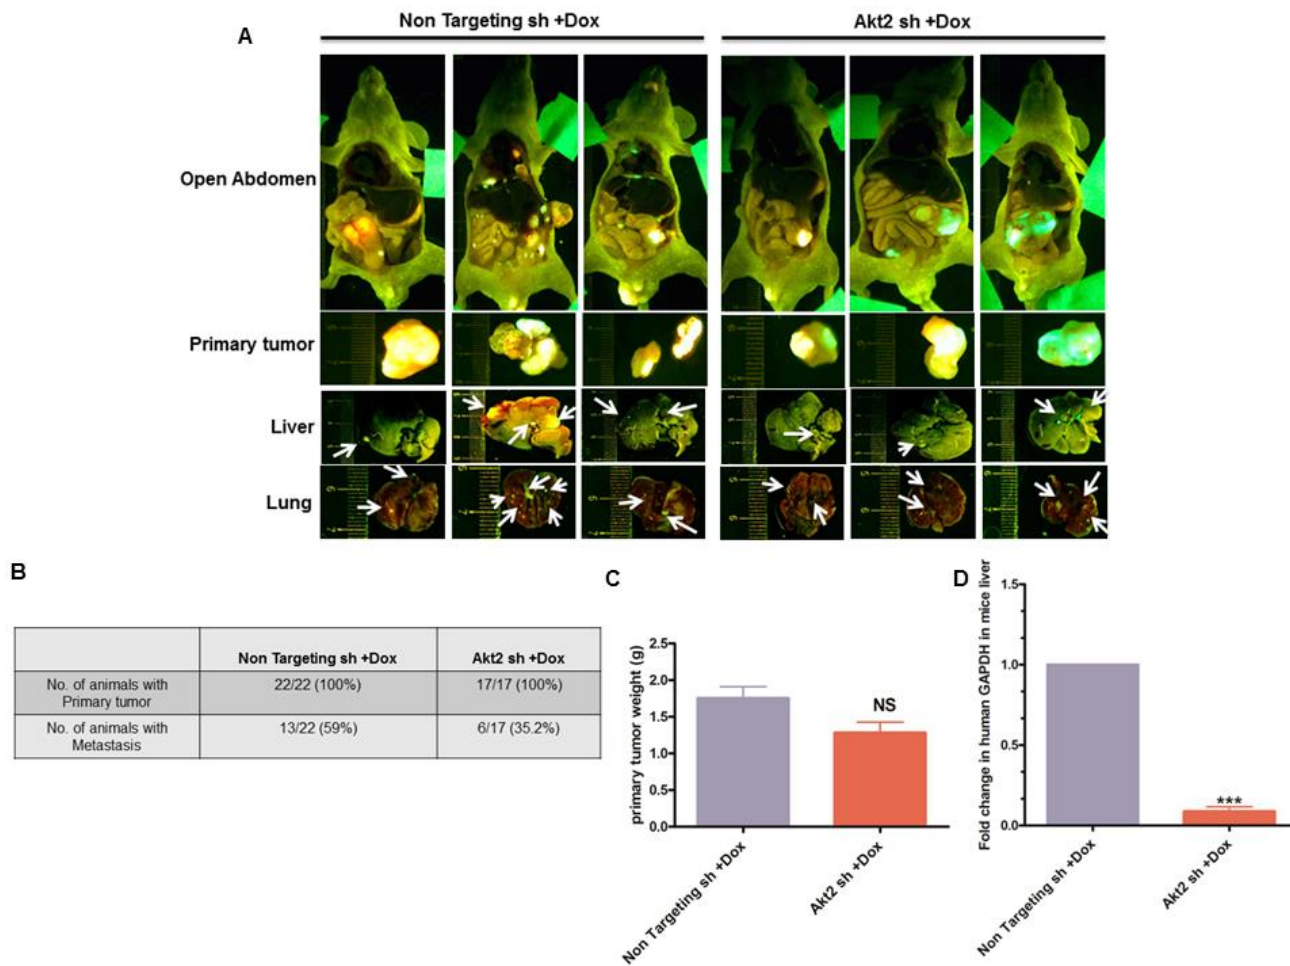 A
Non Targeting sh +Dox
Akt2 sh +Dox
Open Abdomen
Primary tumor
Liver
Lung
B
Non Targeting sh +Dox
Akt2 sh +Dox
No. of animals with
Primary tumor
22/22 (100%)
17/17 (100%)
No. of animals with
Metastasis
13/22 (59%)
6/17 (35.2%)
C
primary tumor weight (g)
2.5
2.0
1.5
1.0
0.5
0.0
NS
Non Targeting sh +Dox
Akt2 sh +Dox
D
Fold change in human GAPDH in mice liver
1.5
1.0
0.5
0.0
***
Non Targeting sh +Dox
Akt2 sh +Dox